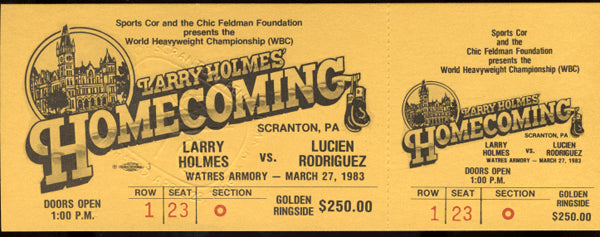 Sports Cor and the Chic Feldman Foundation
presents the
World Heavyweight Championship (WBC)
LARRY HOLMES'
HOMECOMING
SCRANTON, PA
LARRY HOLMES VS. LUCIEN RODRIGUEZ
WATRES ARMORY — MARCH 27, 1983
DOORS OPEN
1:00 P.M.
ROW SEAT SECTION
1 23 O
GOLDEN
RINGSIDE $250.00
Sports Cor
and the
Chic Feldman Foundation
presents the
World Heavyweight Championship (WBC)
LARRY HOLMES'
HOMECOMING
SCRANTON, PA
LARRY HOLMES VS. LUCIEN RODRIGUEZ
WATRES ARMORY — MARCH 27, 1983
DOORS OPEN
1:00 P.M.
ROW SEAT SECTION
1 23 O
GOLDEN
RINGSIDE
$250.00